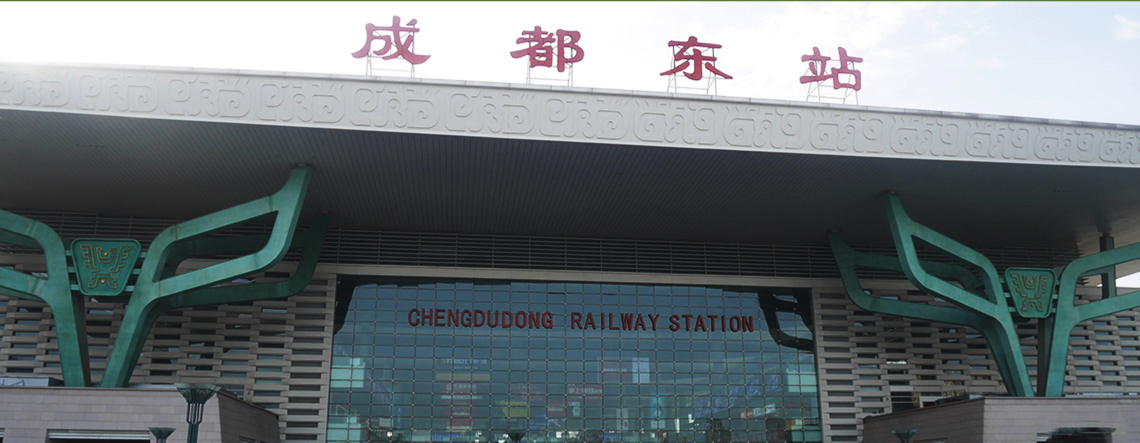 成都东站
CHENGDUDONG RAILWAY STATION